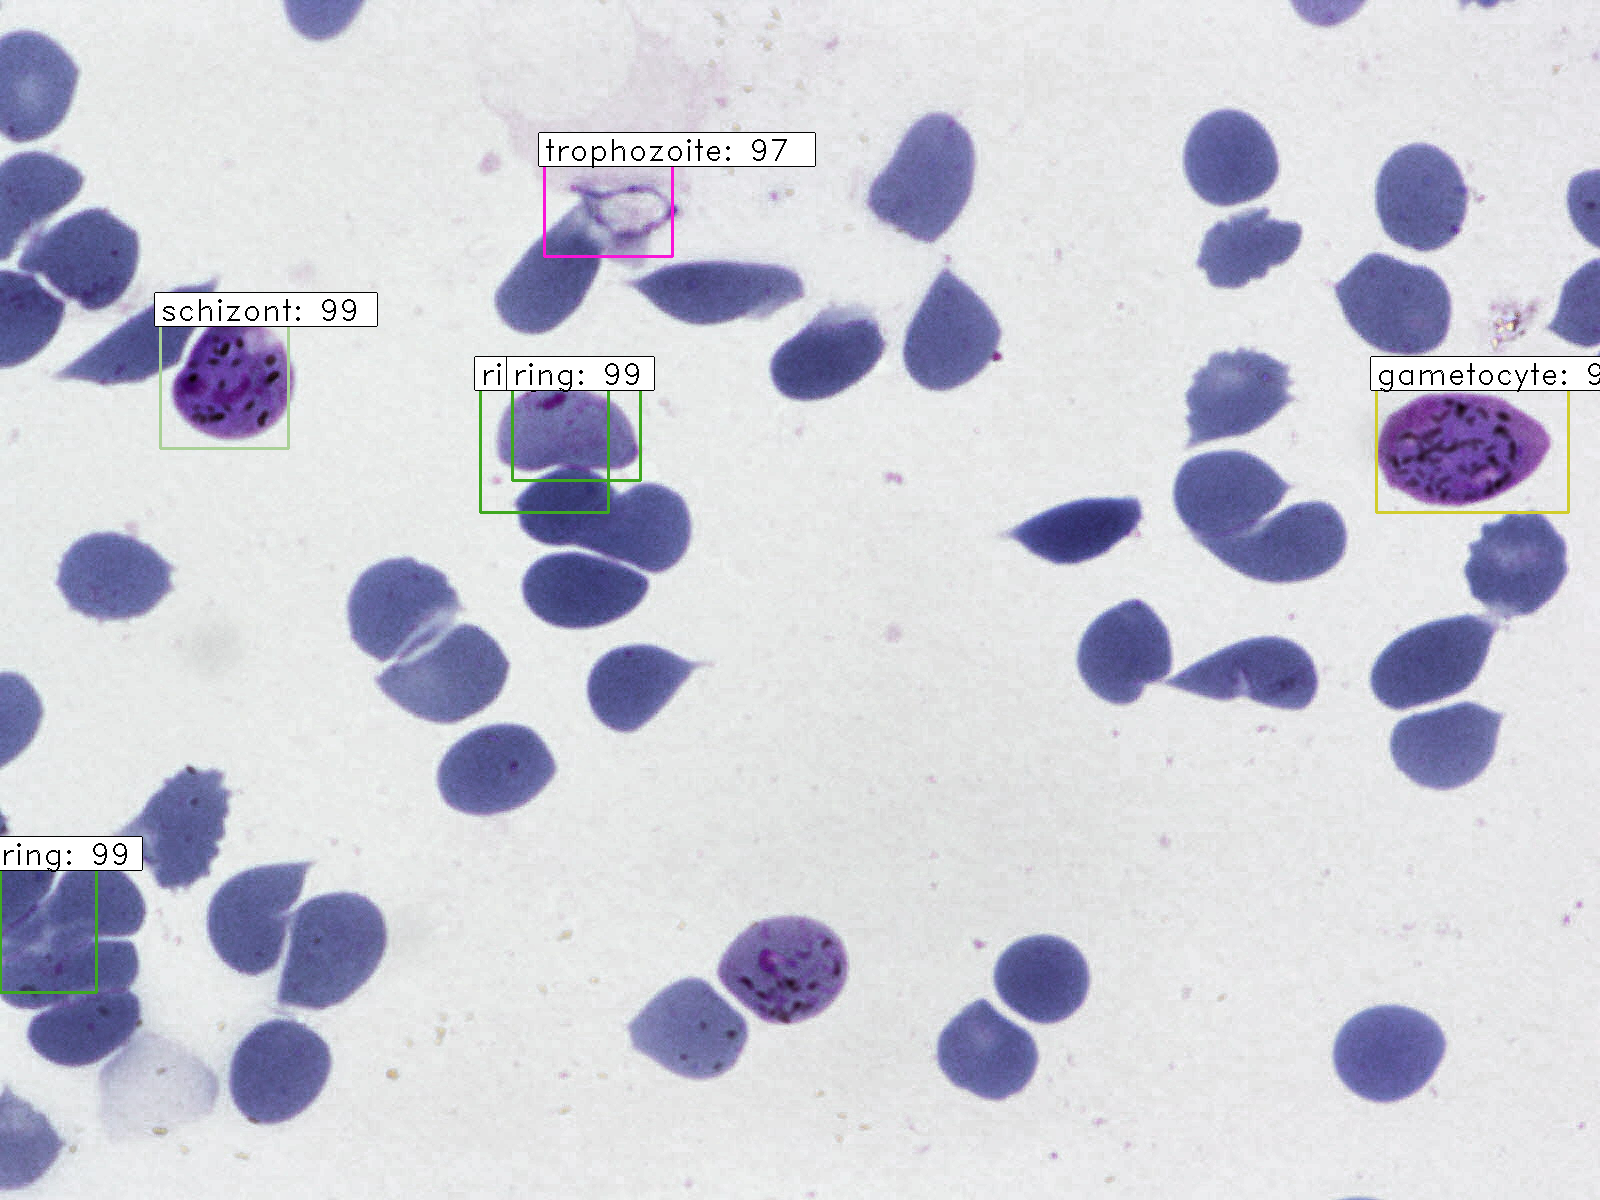 trophozoite: 97
schizont: 99
ri
ring: 99
gametocyte: 9
ring: 99